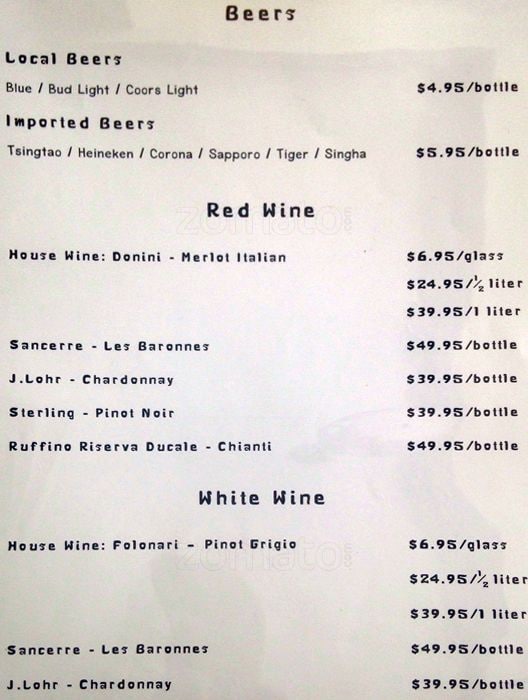 Beers
Local Beers
Blue / Bud Light / Coors Light $4.95/bottle
Imported Beers
Tsingtao / Heineken / Corona / Sapporo / Tiger / Singha $5.95/bottle
Red Wine
House Wine: Donini - Merlot Italian $6.95/glass
$24.95/½ liter
$39.95/1 liter
Sancerre - Les Baronnes $49.95/bottle
J.Lohr - Chardonnay $39.95/bottle
Sterling - Pinot Noir $39.95/bottle
Ruffino Riserva Ducale - Chianti $49.95/bottle
White Wine
House Wine: Folonari - Pinot Grigio $6.95/glass
zomato
$24.95/½ liter
$39.95/1 liter
Sancerre - Les Baronnes $49.95/bottle
J.Lohr - Chardonnay $39.95/bottle